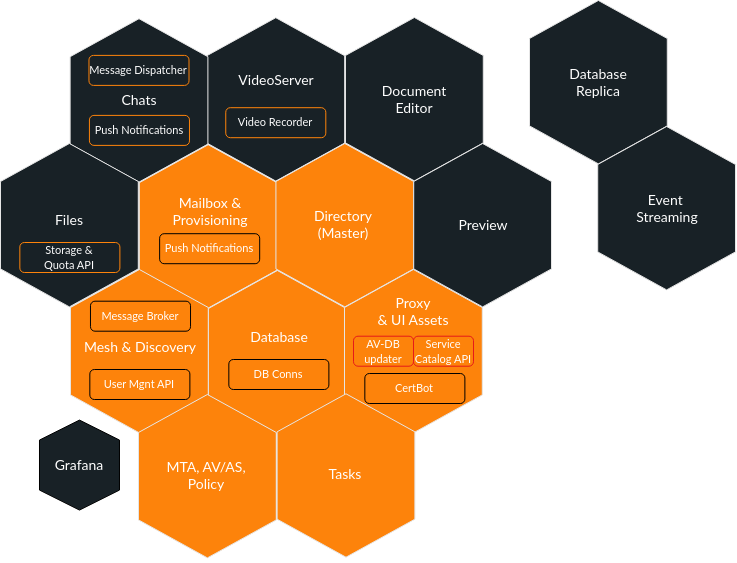 Message Dispatcher
Chats
Push Notifications
VideoServer
Video Recorder
Document
Editor
Database
Replica
Files
Storage &
Quota API
Mailbox &
Provisioning
Push Notifications
Directory
(Master)
Preview
Event
Streaming
Message Broker
Mesh & Discovery
User Mgnt API
Database
DB Conns
Proxy
& UI Assets
AV-DB
updater
Service
Catalog API
CertBot
Grafana
MTA, AV/AS,
Policy
Tasks